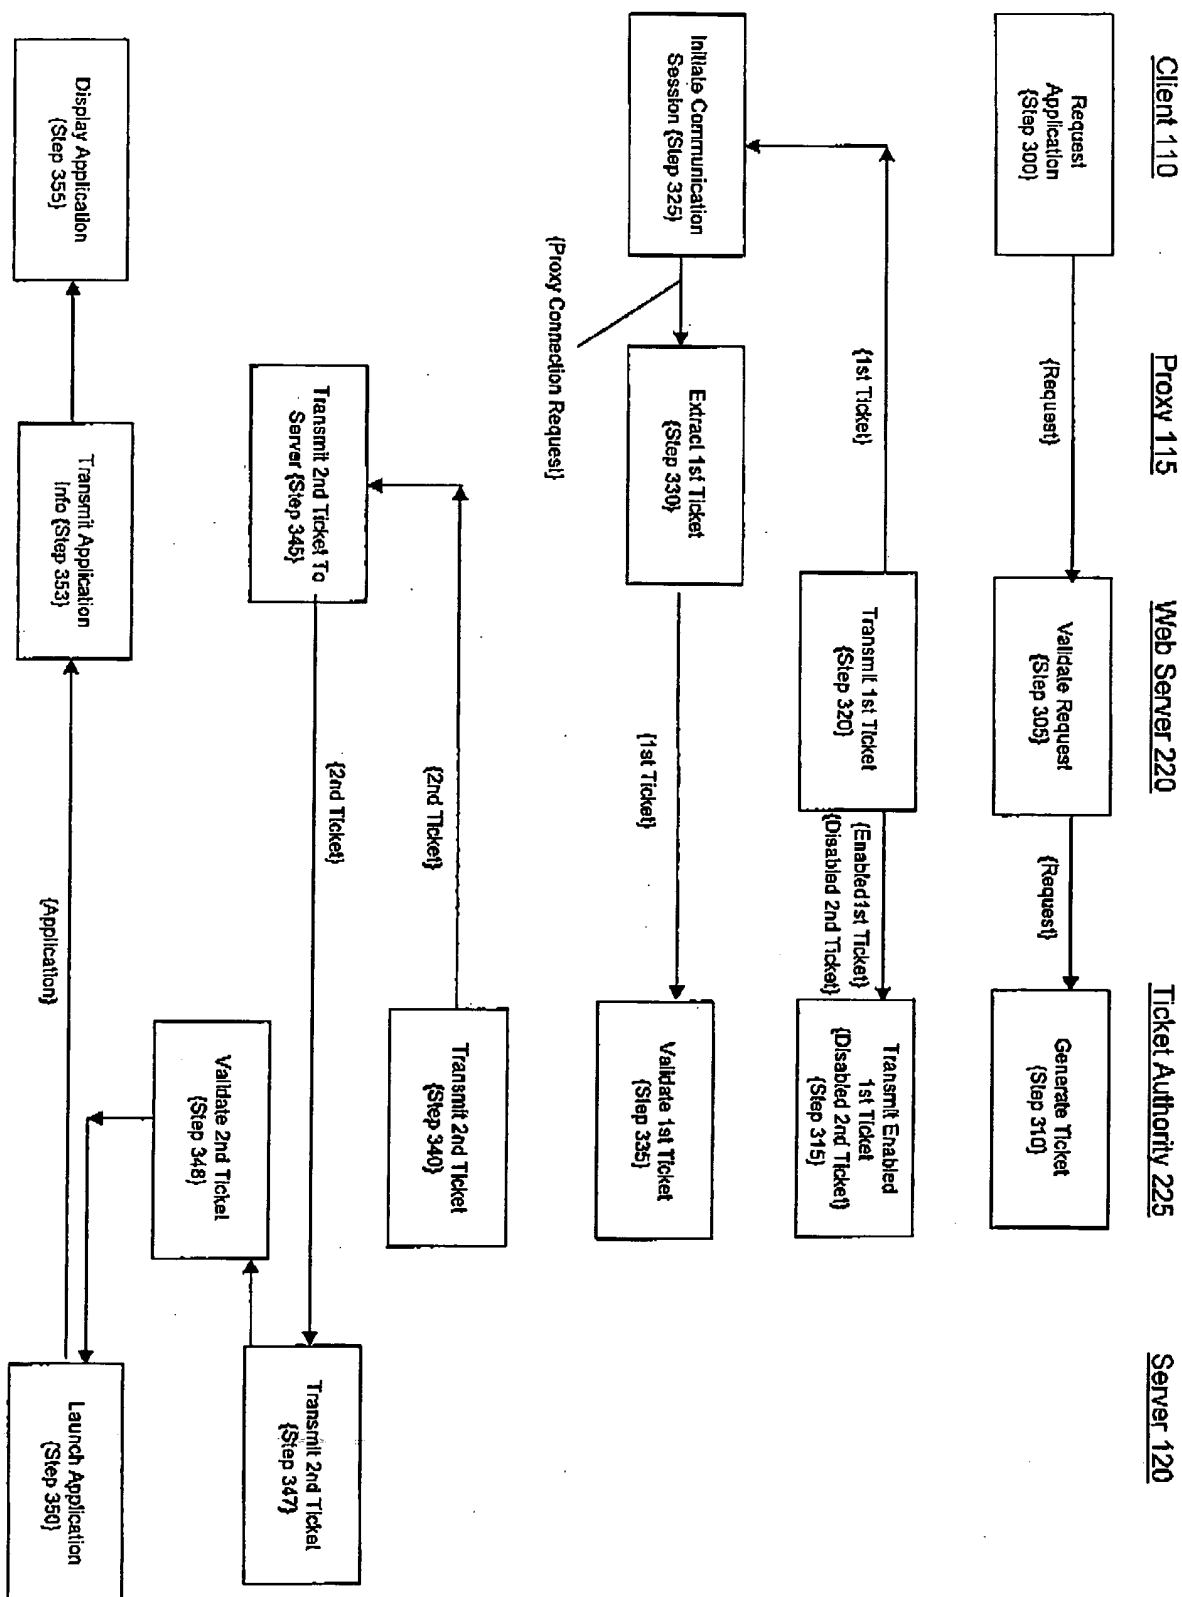 Client 110
Proxy 115
Web Server 220
Ticket Authority 225
Server 120
Request
Application
{Step 300}
{Request}
Validate Request
{Step 305}
{Request}
Generate Ticket
{Step 310}
{1st Ticket}
Transmit 1st Ticket
{Step 320}
{Enabled1st Ticket}
{Disabled 2nd Ticket}
Transmit Enabled
1st Ticket
{Disabled 2nd Ticket}
{Step 315}
Initiate Communication
Session {Step 325}
{Proxy Connection Request}
Extract 1st Ticket
{Step 330}
{1st Ticket}
Validate 1st Ticket
{Step 335}
{2nd Ticket}
Transmit 2nd Ticket
{Step 340}
Transmit 2nd Ticket To
Server {Step 345}
{2nd Ticket}
Transmit 2nd Ticket
{Step 347}
Validate 2nd Ticket
{Step 348}
Display Application
{Step 355}
Transmit Application
Info {Step 353}
{Application}
Launch Application
{Step 350}